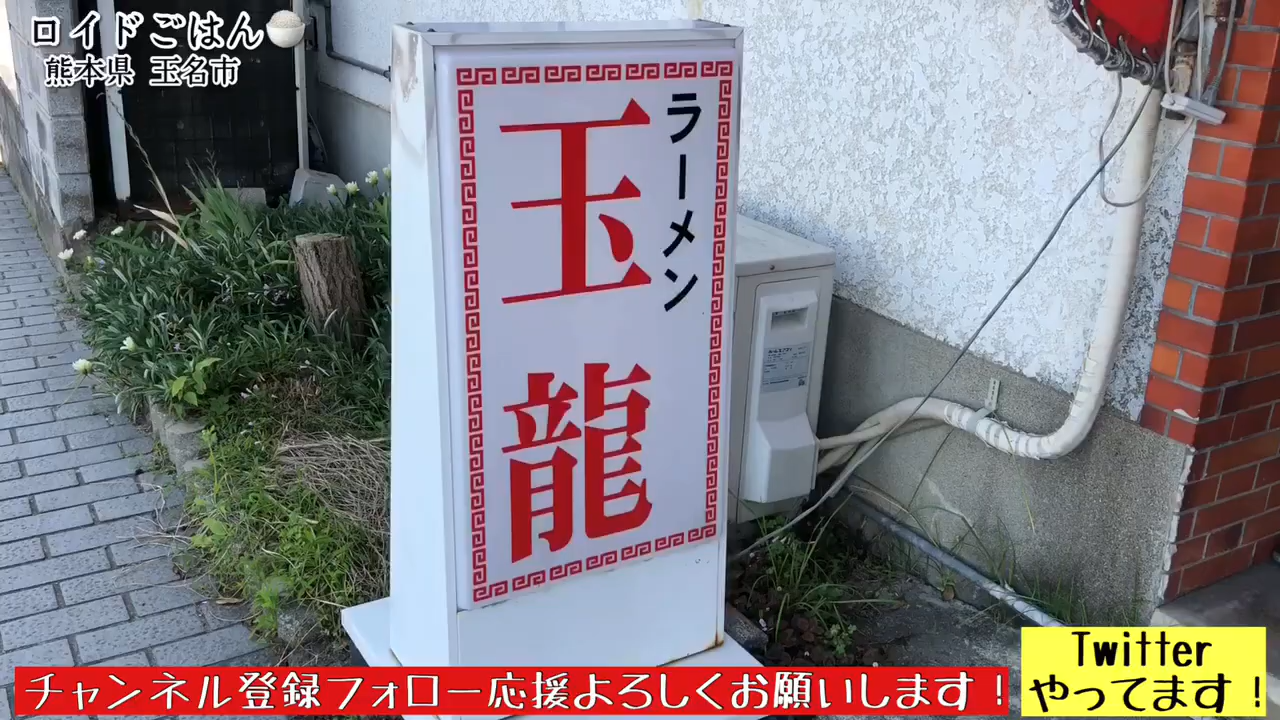 ロイドごはん
熊本県 玉名市
ラーメン
玉龍
チャンネル登録フォロー応援よろしくお願いします！
Twitter
やってます！